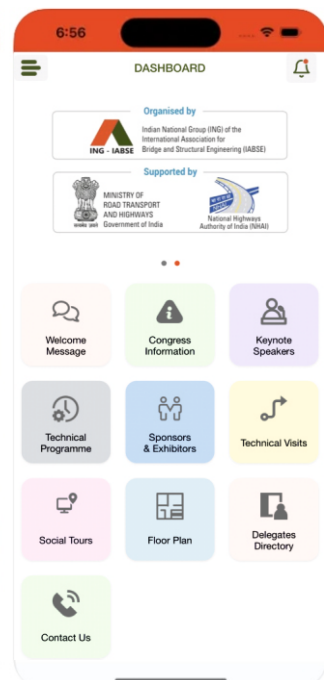 6:56
DASHBOARD
Organised by
ING - IABSE
Indian National Group (ING) of the
International Association for
Bridge and Structural Engineering (IABSE)
Supported by
MINISTRY OF
ROAD TRANSPORT
AND HIGHWAYS
Government of India
National Highways
Authority of India (NHAI)
Welcome
Message
Congress
Information
Keynote
Speakers
Technical
Programme
Sponsors
& Exhibitors
Technical Visits
Social Tours
Floor Plan
Delegates
Directory
Contact Us